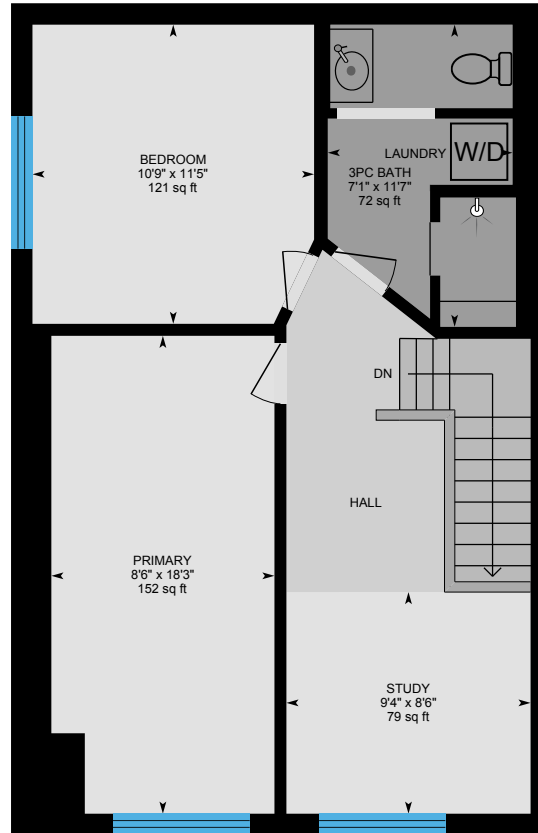 BEDROOM
10'9" x 11'5"
121 sq ft
LAUNDRY W/D
3PC BATH
7'1" x 11'7"
72 sq ft
DN
HALL
PRIMARY
8'6" x 18'3"
152 sq ft
STUDY
9'4" x 8'6"
79 sq ft